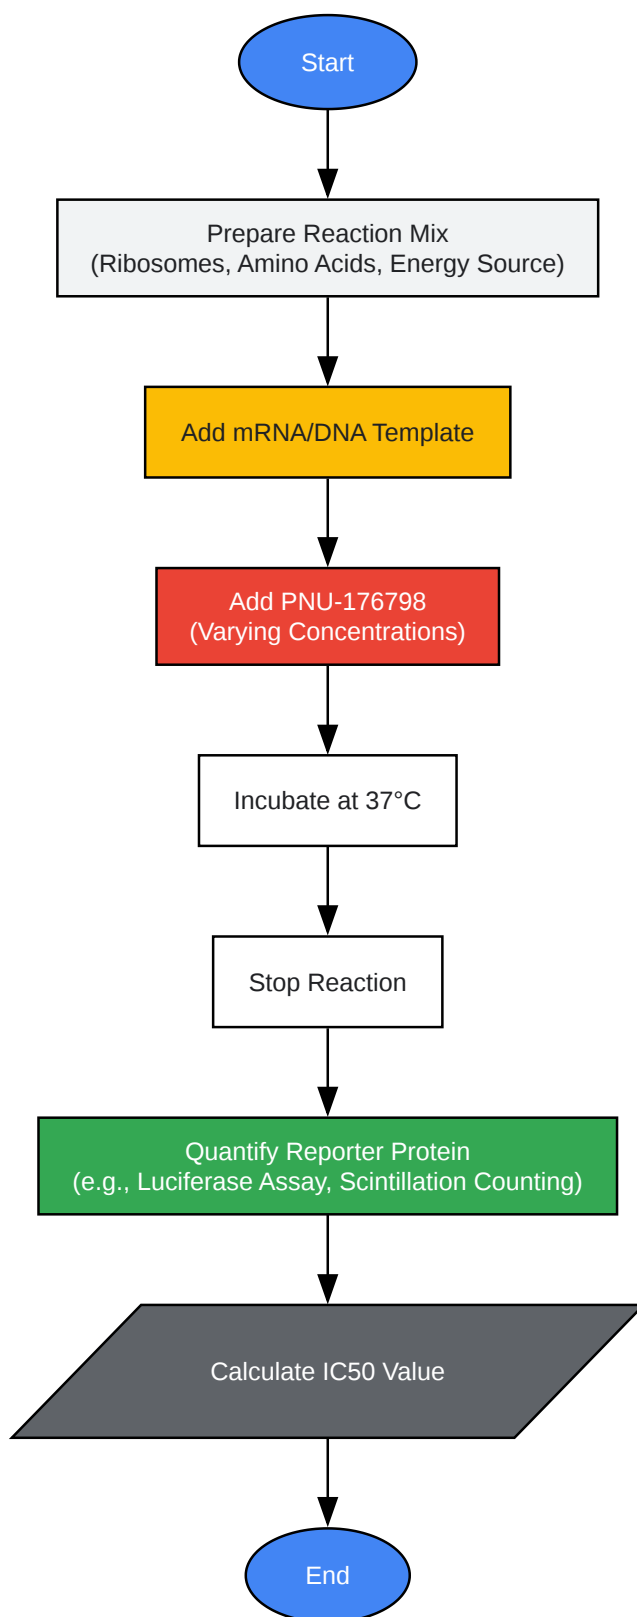 Start
Prepare Reaction Mix
(Ribosomes, Amino Acids, Energy Source)
Add mRNA/DNA Template
Add PNU-176798
(Varying Concentrations)
Incubate at 37°C
Stop Reaction
Quantify Reporter Protein
(e.g., Luciferase Assay, Scintillation Counting)
Calculate IC50 Value
End